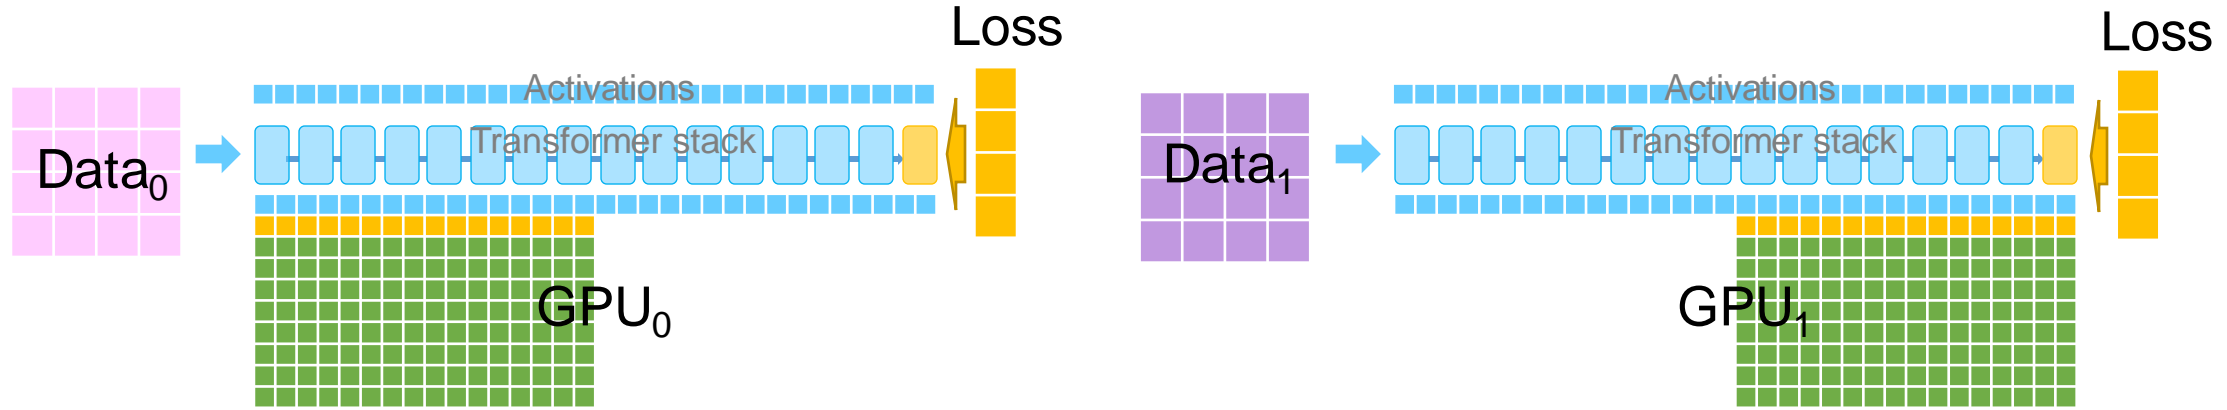 Loss
Loss
Activations
Activations
Transformer stack
Transformer stack
Data0
Data1
GPU0
GPU1